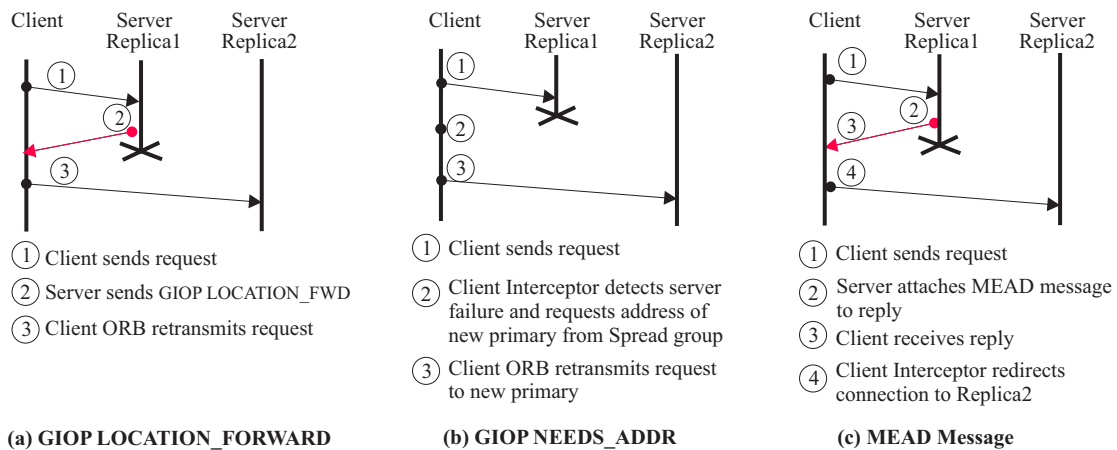 Client
Server
Replica1
Server
Replica2
1
2
3
1 Client sends request
2 Server sends GIOP LOCATION_FWD
3 Client ORB retransmits request
(a) GIOP LOCATION_FORWARD
Client
Server
Replica1
Server
Replica2
1
2
3
1 Client sends request
2 Client Interceptor detects server
failure and requests address of
new primary from Spread group
3 Client ORB retransmits request
to new primary
(b) GIOP NEEDS_ADDR
Client
Server
Replica1
Server
Replica2
1
2
3
4
1 Client sends request
2 Server attaches MEAD message
to reply
3 Client receives reply
4 Client Interceptor redirects
connection to Replica2
(c) MEAD Message